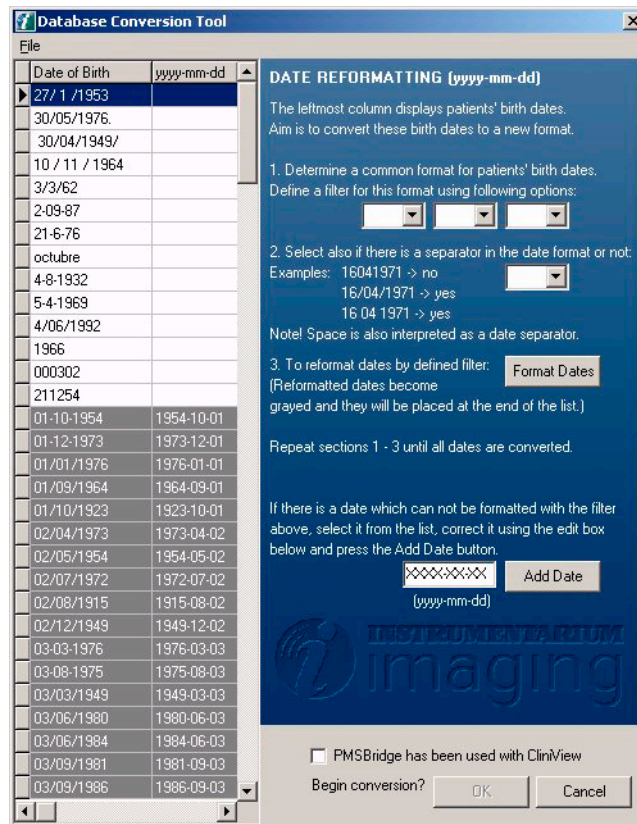 Database Conversion Tool
File
Date of Birth yyyy-mm-dd
27/ 1 /1953
30/05/1976.
30/04/1949/
10 / 11 / 1964
3/3/62
2-09-87
21-6-76
octubre
4-8-1932
5-4-1969
4/06/1992
1966
000302
211254
01-10-1954 1954-10-01
01-12-1973 1973-12-01
01/01/1976 1976-01-01
01/09/1964 1964-09-01
01/10/1923 1923-10-01
02/04/1973 1973-04-02
02/05/1954 1954-05-02
02/07/1972 1972-07-02
02/08/1915 1915-08-02
02/12/1949 1949-12-02
03-03-1976 1976-03-03
03-08-1975 1975-08-03
03/03/1949 1949-03-03
03/06/1980 1980-06-03
03/06/1984 1984-06-03
03/09/1981 1981-09-03
03/09/1986 1986-09-03
DATE REFORMATTING (yyyy-mm-dd)
The leftmost column displays patients' birth dates.
Aim is to convert these birth dates to a new format.
1. Determine a common format for patients' birth dates.
Define a filter for this format using following options:
2. Select also if there is a separator in the date format or not:
Examples: 16041971 -> no
16/04/1971 -> yes
16 04 1971 -> yes
Note! Space is also interpreted as a date separator.
3. To reformat dates by defined filter:
Format Dates
(Reformatted dates become
grayed and they will be placed at the end of the list.)
Repeat sections 1 - 3 until all dates are converted.
If there is a date which can not be formatted with the filter
above, select it from the list, correct it using the edit box
below and press the Add Date button.
XXXX-XX-XX Add Date
(yyyy-mm-dd)
INSTRUMENTARIUM
imaging
PMSBridge has been used with CliniView
Begin conversion? OK Cancel